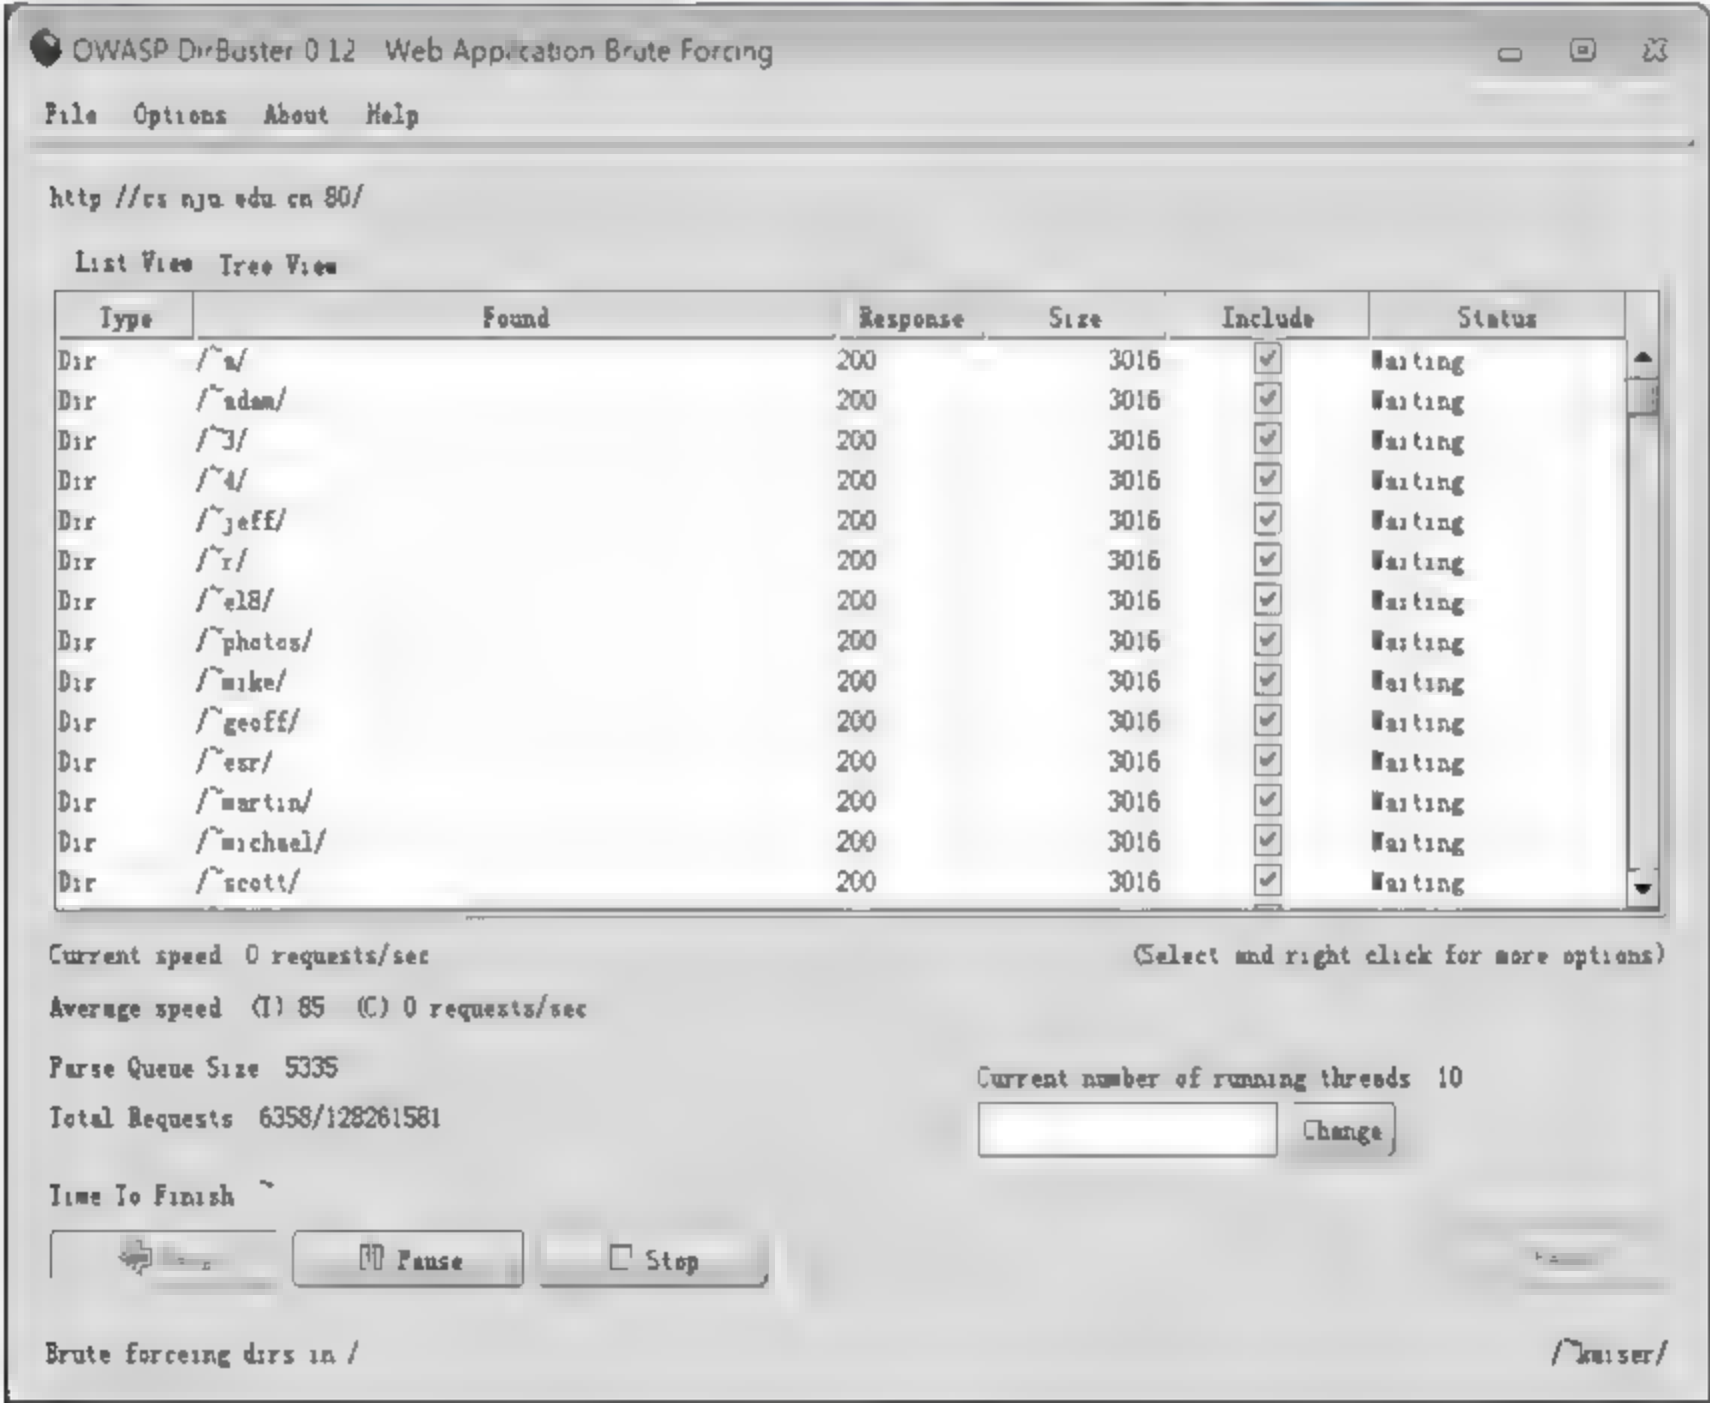 OWASP DirBuster 0 12 Web Application Brute Forcing
File Options About Help
http //cs nju edu cn 80/
List View Tree View
Type Found Response Size Include Status
Dir /~a/ 200 3016 Waiting
Dir /~adam/ 200 3016 Waiting
Dir /~3/ 200 3016 Waiting
Dir /~4/ 200 3016 Waiting
Dir /~jeff/ 200 3016 Waiting
Dir /~r/ 200 3016 Waiting
Dir /~el8/ 200 3016 Waiting
Dir /~photos/ 200 3016 Waiting
Dir /~mike/ 200 3016 Waiting
Dir /~geoff/ 200 3016 Waiting
Dir /~esr/ 200 3016 Waiting
Dir /~martin/ 200 3016 Waiting
Dir /~michael/ 200 3016 Waiting
Dir /~scott/ 200 3016 Waiting
Current speed 0 requests/sec (Select and right click for more options)
Average speed (T) 85 (C) 0 requests/sec
Parse Queue Size 5335
Current number of running threads 10
Total Requests 6358/128261581
Change
Time To Finish ~
Pause Stop
Brute forceing dirs in / /~kaiser/